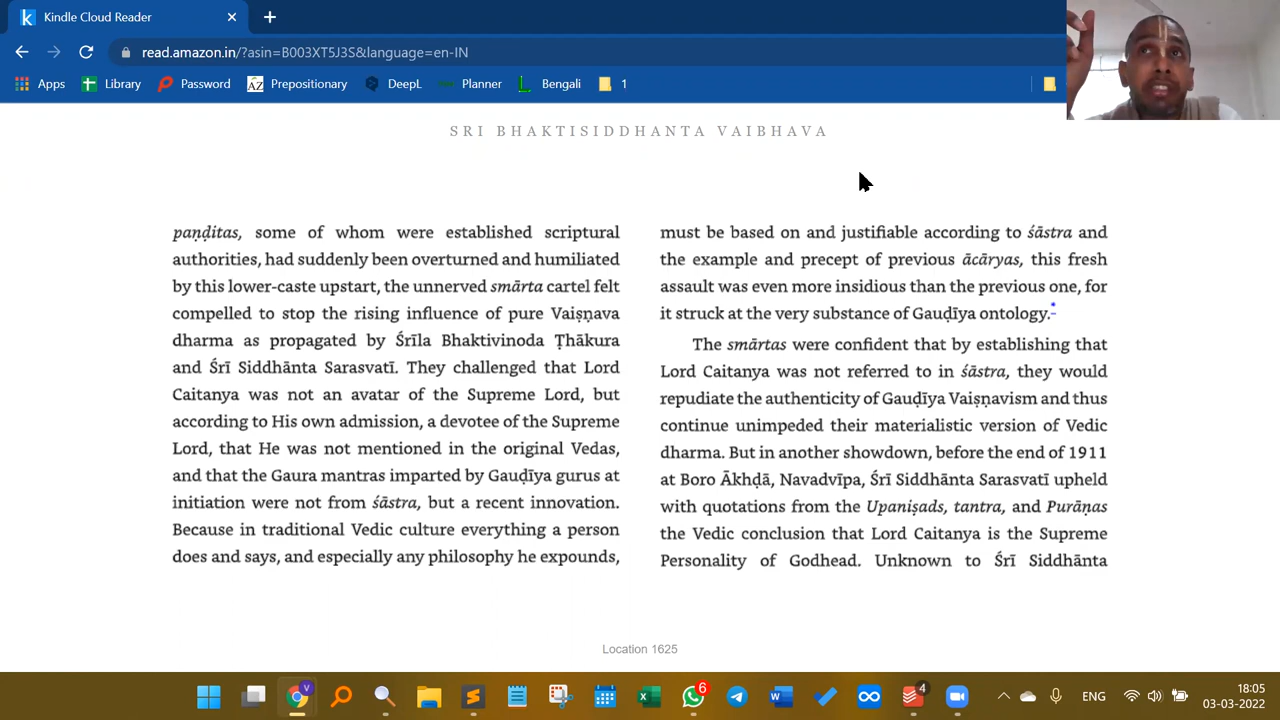 Kindle Cloud Reader
read.amazon.in/?asin=B003XT5J3S&language=en-IN
Apps Library Password AZ Prepositionary DeepL Planner Bengali 1
SRI BHAKTISIDDHANTA VAIBHAVA
paṇḍitas, some of whom were established scriptural
authorities, had suddenly been overturned and humiliated
by this lower-caste upstart, the unnerved smārta cartel felt
compelled to stop the rising influence of pure Vaiṣṇava
dharma as propagated by Śrīla Bhaktivinoda Ṭhākura
and Śrī Siddhānta Sarasvatī. They challenged that Lord
Caitanya was not an avatar of the Supreme Lord, but
according to His own admission, a devotee of the Supreme
Lord, that He was not mentioned in the original Vedas,
and that the Gaura mantras imparted by Gauḍīya gurus at
initiation were not from śāstra, but a recent innovation.
Because in traditional Vedic culture everything a person
does and says, and especially any philosophy he expounds,
must be based on and justifiable according to śāstra and
the example and precept of previous ācāryas, this fresh
assault was even more insidious than the previous one, for
it struck at the very substance of Gauḍīya ontology.*
The smārtas were confident that by establishing that
Lord Caitanya was not referred to in śāstra, they would
repudiate the authenticity of Gauḍīya Vaiṣṇavism and thus
continue unimpeded their materialistic version of Vedic
dharma. But in another showdown, before the end of 1911
at Boro Ākhḍā, Navadvīpa, Śrī Siddhānta Sarasvatī upheld
with quotations from the Upaniṣads, tantra, and Purāṇas
the Vedic conclusion that Lord Caitanya is the Supreme
Personality of Godhead. Unknown to Śrī Siddhānta
Location 1625
V 6 4 ENG 18:05
03-03-2022